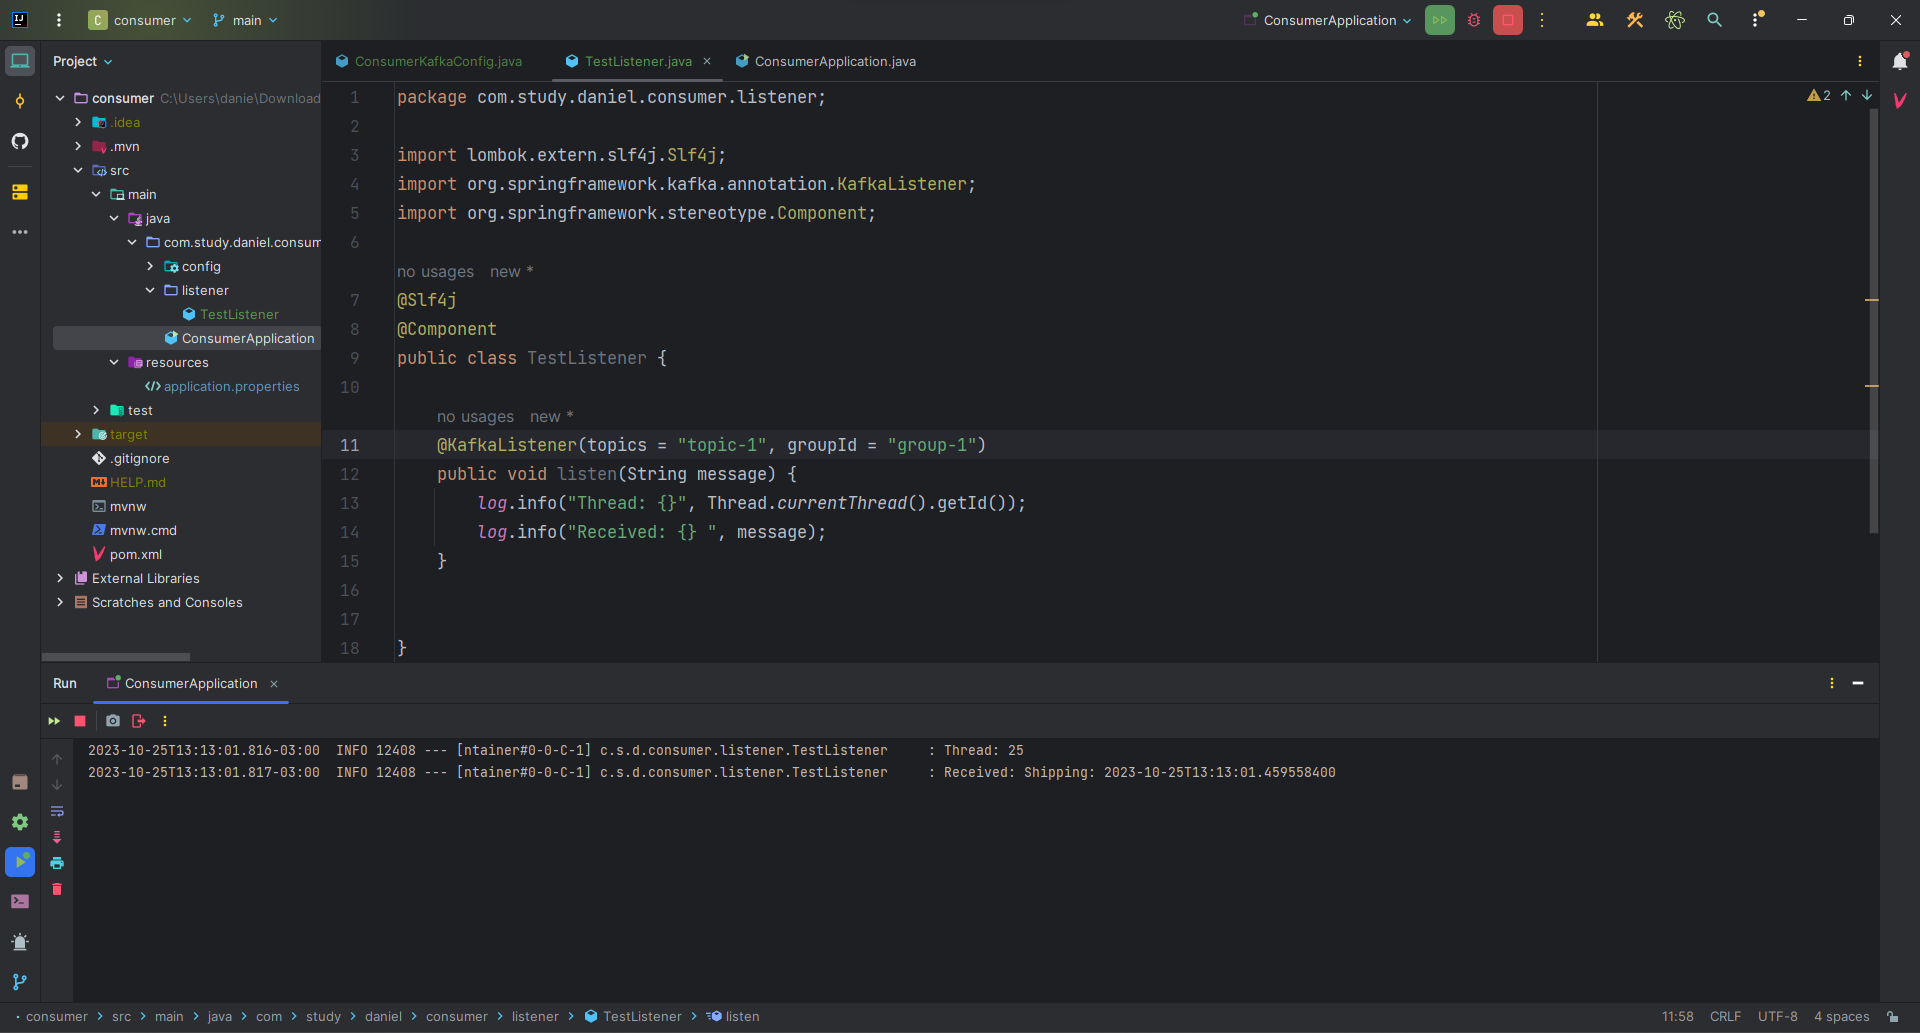 IJ C consumer main ConsumerApplication
Project
ConsumerKafkaConfig.java TestListener.java ConsumerApplication.java
consumer C:\Users\danie\Download
.idea
.mvn
src
main
java
com.study.daniel.consum
config
listener
TestListener
ConsumerApplication
resources
application.properties
test
target
.gitignore
HELP.md
mvnw
mvnw.cmd
pom.xml
External Libraries
Scratches and Consoles
2
1 package com.study.daniel.consumer.listener;
2
3 import lombok.extern.slf4j.Slf4j;
4 import org.springframework.kafka.annotation.KafkaListener;
5 import org.springframework.stereotype.Component;
6
no usages new *
7 @Slf4j
8 @Component
9 public class TestListener {
10
no usages new *
11 @KafkaListener(topics = "topic-1", groupId = "group-1")
12 public void listen(String message) {
13 log.info("Thread: {}", Thread.currentThread().getId());
14 log.info("Received: {} ", message);
15 }
16
17
18 }
Run ConsumerApplication
2023-10-25T13:13:01.816-03:00 INFO 12408 --- [ntainer#0-0-C-1] c.s.d.consumer.listener.TestListener : Thread: 25
2023-10-25T13:13:01.817-03:00 INFO 12408 --- [ntainer#0-0-C-1] c.s.d.consumer.listener.TestListener : Received: Shipping: 2023-10-25T13:13:01.459558400
consumer > src > main > java > com > study > daniel > consumer > listener > TestListener > listen
11:58 CRLF UTF-8 4 spaces